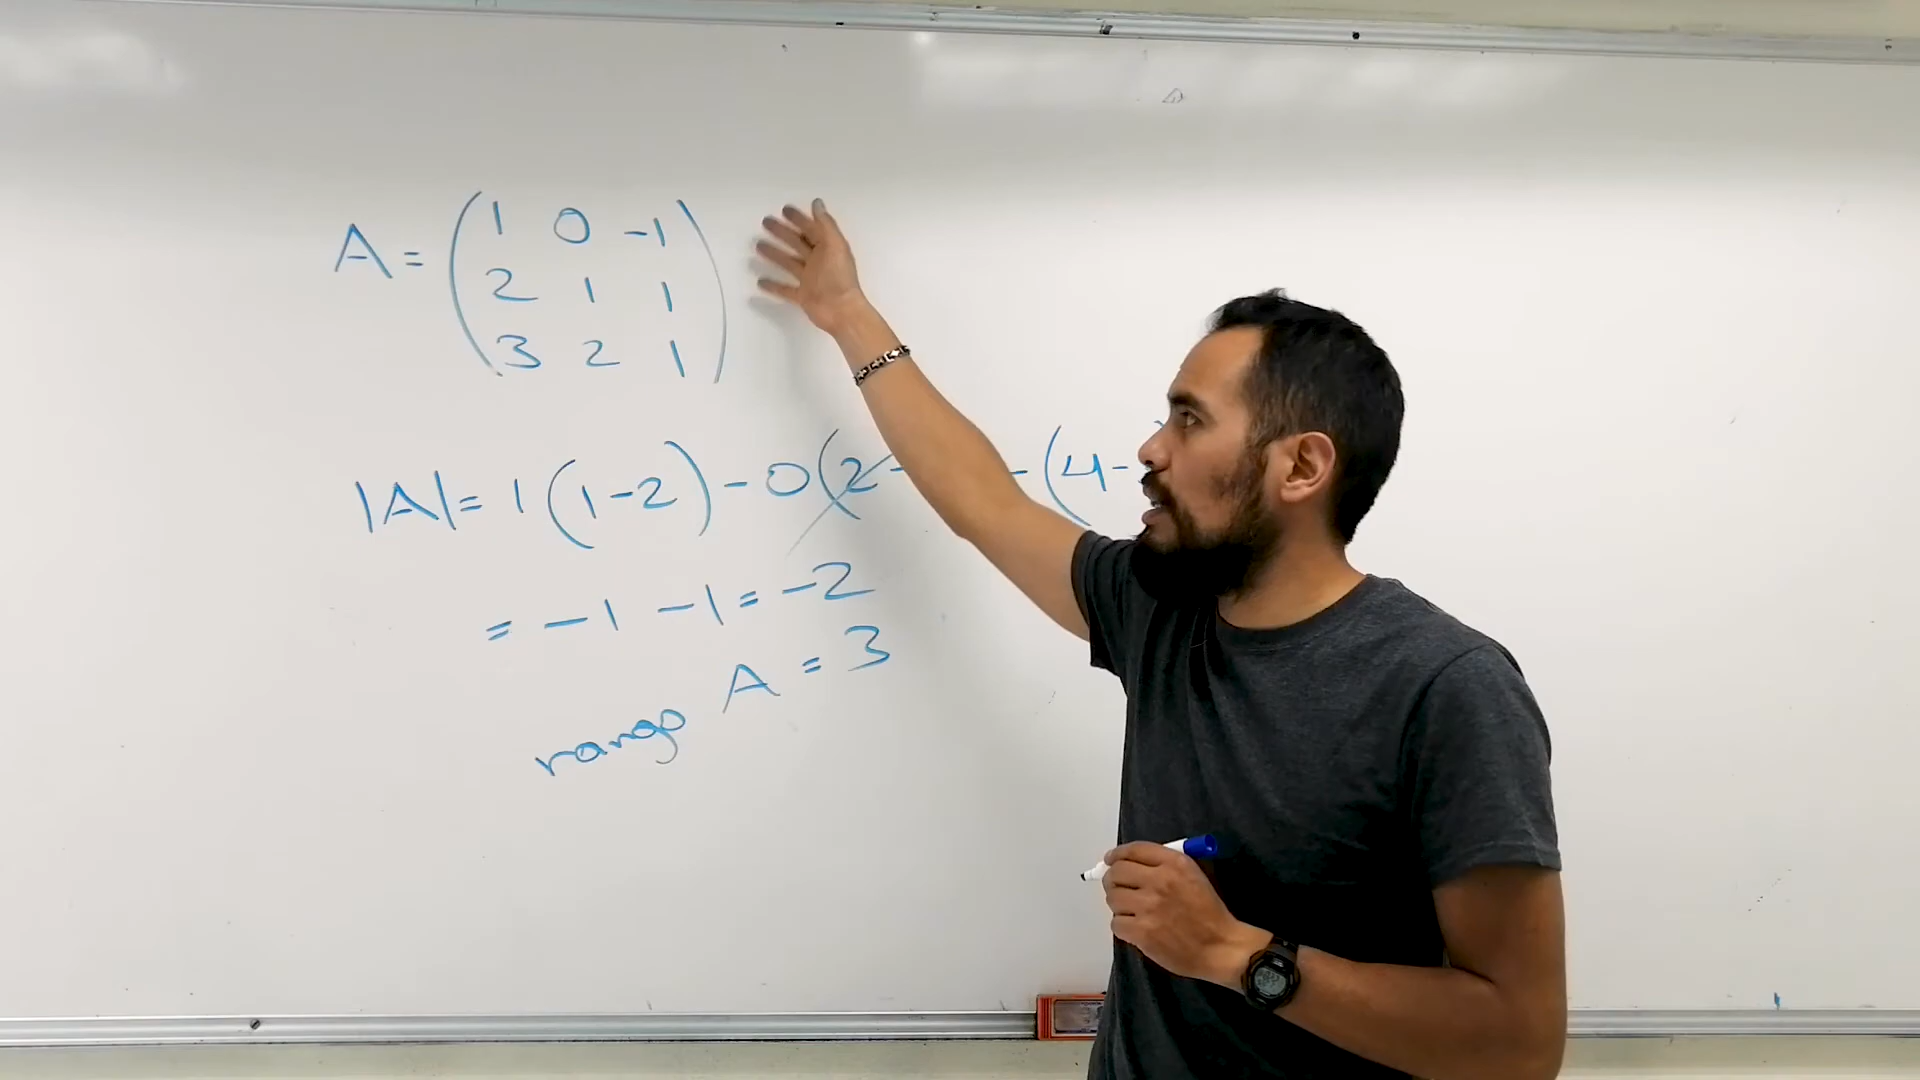 A = ( 1 0 -1
2 1 1
3 2 1 )
|A| = 1 (1-2) - 0 (2 - - (4-
= -1 -1 = -2
rango A = 3